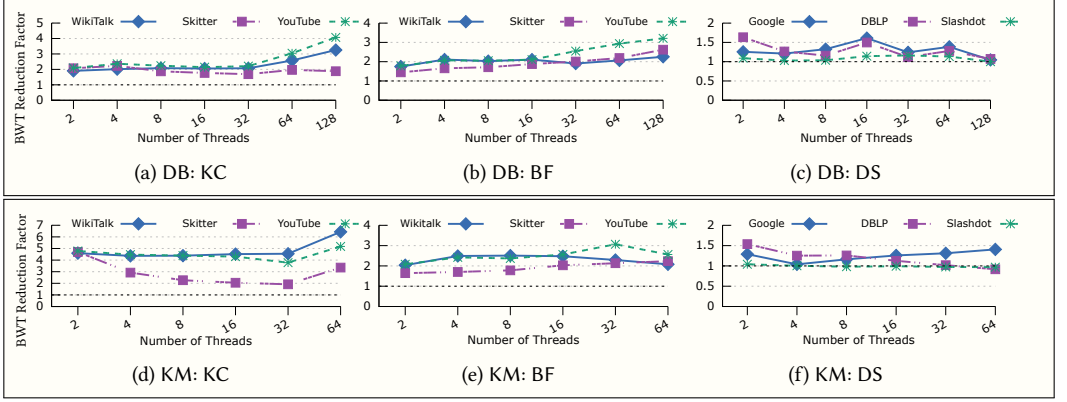 BWT Reduction Factor
WikiTalk Skitter YouTube
5
4
3
2
1
0
2 4 8 16 32 64 128
Number of Threads
(a) DB: KC
WikiTalk Skitter YouTube
4
3
2
1
0
2 4 8 16 32 64 128
Number of Threads
(b) DB: BF
Google DBLP Slashdot
2
1.5
1
0.5
0
2 4 8 16 32 64 128
Number of Threads
(c) DB: DS
BWT Reduction Factor
WikiTalk Skitter YouTube
7
6
5
4
3
2
1
0
2 4 8 16 32 64
Number of Threads
(d) KM: KC
Wikitalk Skitter YouTube
4
3
2
1
0
2 4 8 16 32 64
Number of Threads
(e) KM: BF
Google DBLP Slashdot
2
1.5
1
0.5
0
2 4 8 16 32 64
Number of Threads
(f) KM: DS